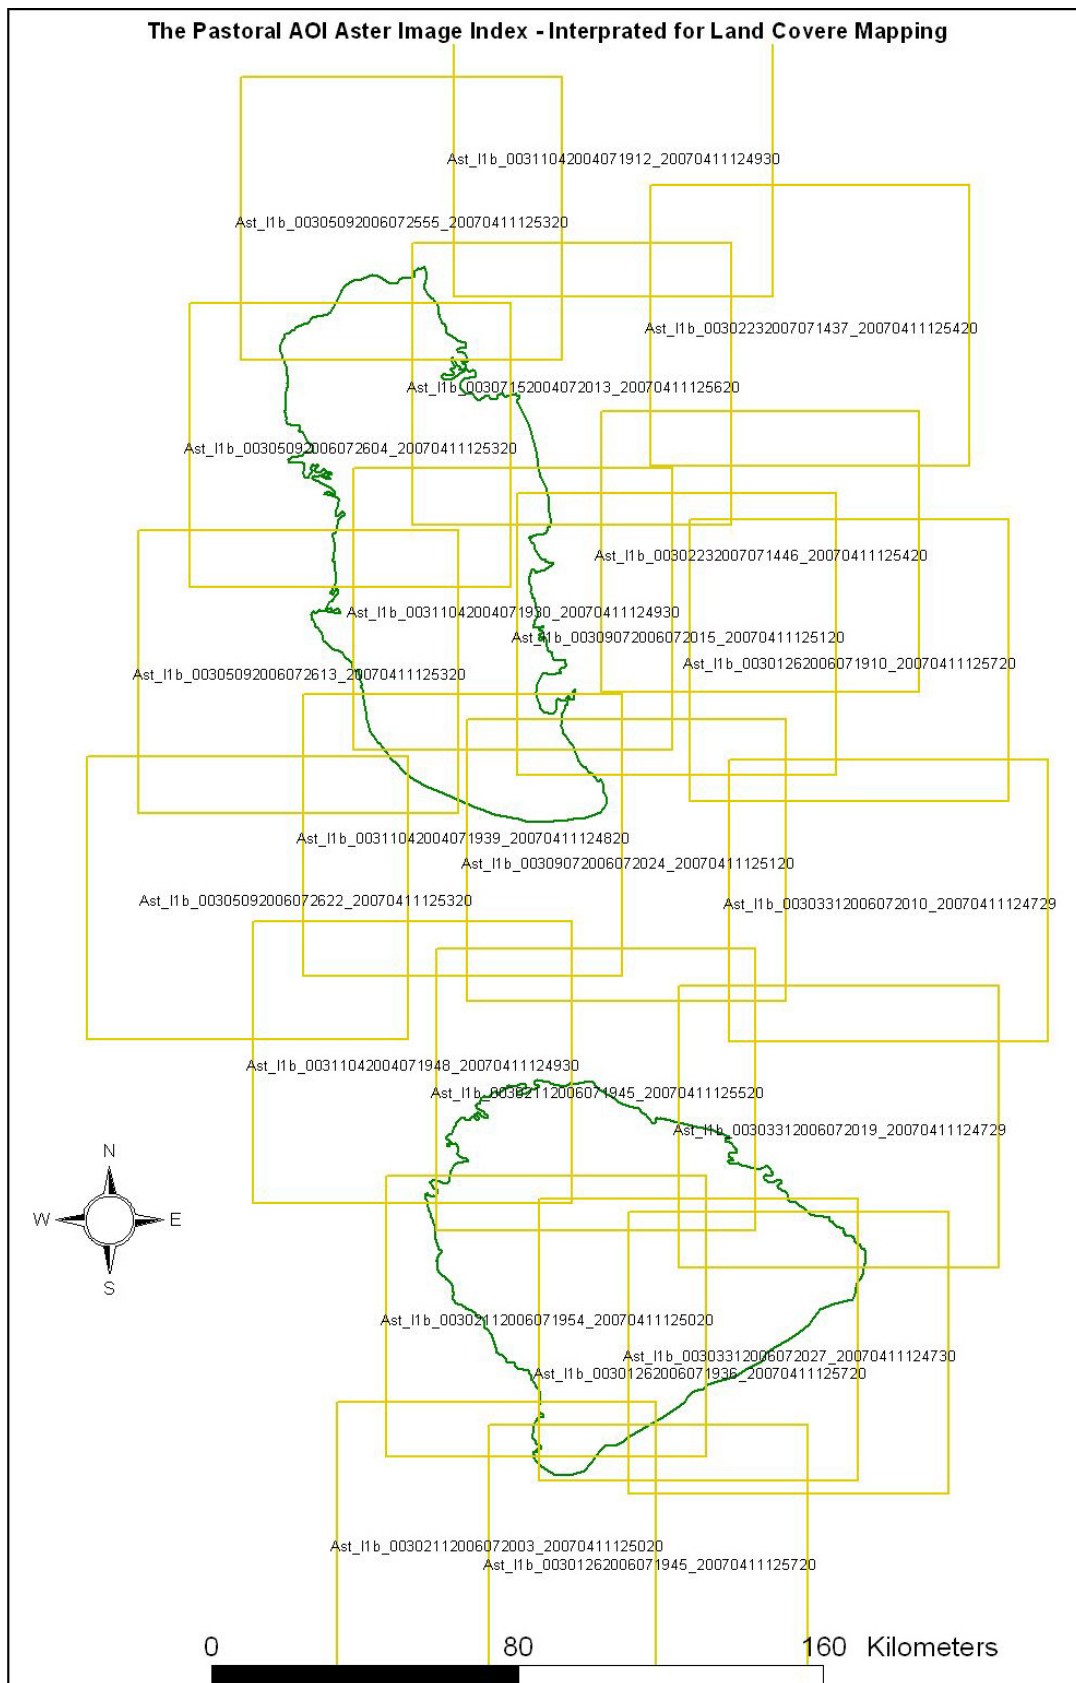 The Pastoral AOI Aster Image Index - Interprated for Land Covere Mapping
Ast_l1b_00311042004071912_20070411124930
Ast_l1b_00305092006072555_20070411125320
Ast_l1b_00302232007071437_20070411125420
Ast_l1b_00307152004072013_20070411125620
Ast_l1b_00305092006072604_20070411125320
Ast_l1b_00302232007071446_20070411125420
Ast_l1b_00311042004071930_20070411124930
Ast_l1b_00309072006072015_20070411125120
Ast_l1b_00301262006071910_20070411125720
Ast_l1b_00305092006072613_20070411125320
Ast_l1b_00311042004071939_20070411124820
Ast_l1b_00309072006072024_20070411125120
Ast_l1b_00305092006072622_20070411125320
Ast_l1b_00303312006072010_20070411124729
Ast_l1b_00311042004071948_20070411124930
Ast_l1b_00302112006071945_20070411125520
Ast_l1b_00303312006072019_20070411124729
N
W E
S
Ast_l1b_00302112006071954_20070411125020
Ast_l1b_00303312006072027_20070411124730
Ast_l1b_00301262006071936_20070411125720
Ast_l1b_00302112006072003_20070411125020
Ast_l1b_00301262006071945_20070411125720
0 80 160 Kilometers